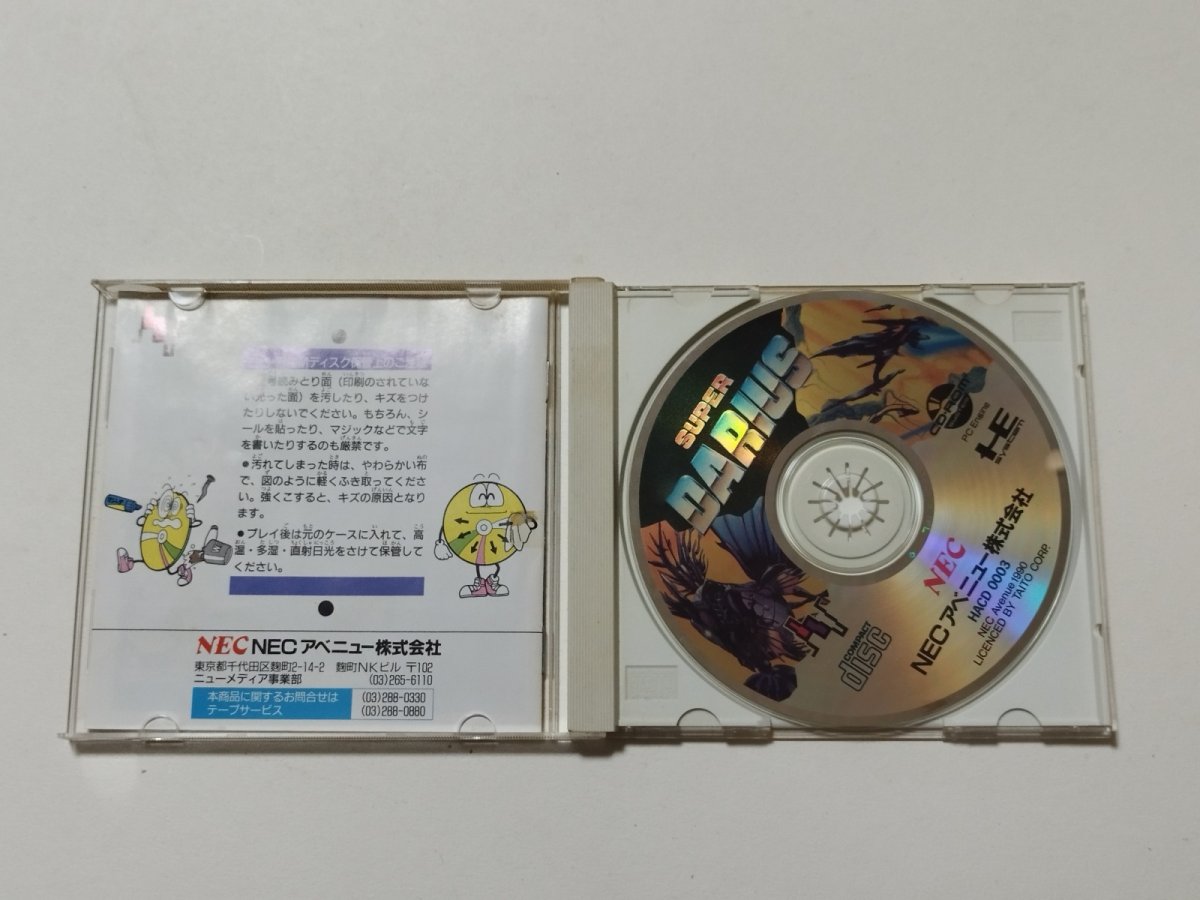 ディスク
読みとり面(印刷のされていな
い光った面)を汚したり、キズをつけ
たりしないでください。もちろん、シ
ールを貼ったり、マジックなどで文字
を書いたりするのも厳禁です。
●汚れてしまった時は、やわらかい布
で、図のように軽くふき取ってくださ
い。強くこすると、キズの原因となり
ます。
●プレイ後は元のケースに入れて、高
温・多湿・直射日光をさけて保管して
ください。
NEC NEC アベニュー株式会社
東京都千代田区麹町2-14-2 麹町NKビル 〒102
ニューメディア事業部 (03)265-6110
本商品に関するお問合せは (03)288-0330
テープサービス (03)288-0880
SUPER
DARIUS
CD-ROM
PC Engine
HE
SYSTEM
NEC
NEC アベニュー株式会社
HACD 0003
NEC Avenue 1990
LICENCED BY TAITO CORP.
COMPACT
disc